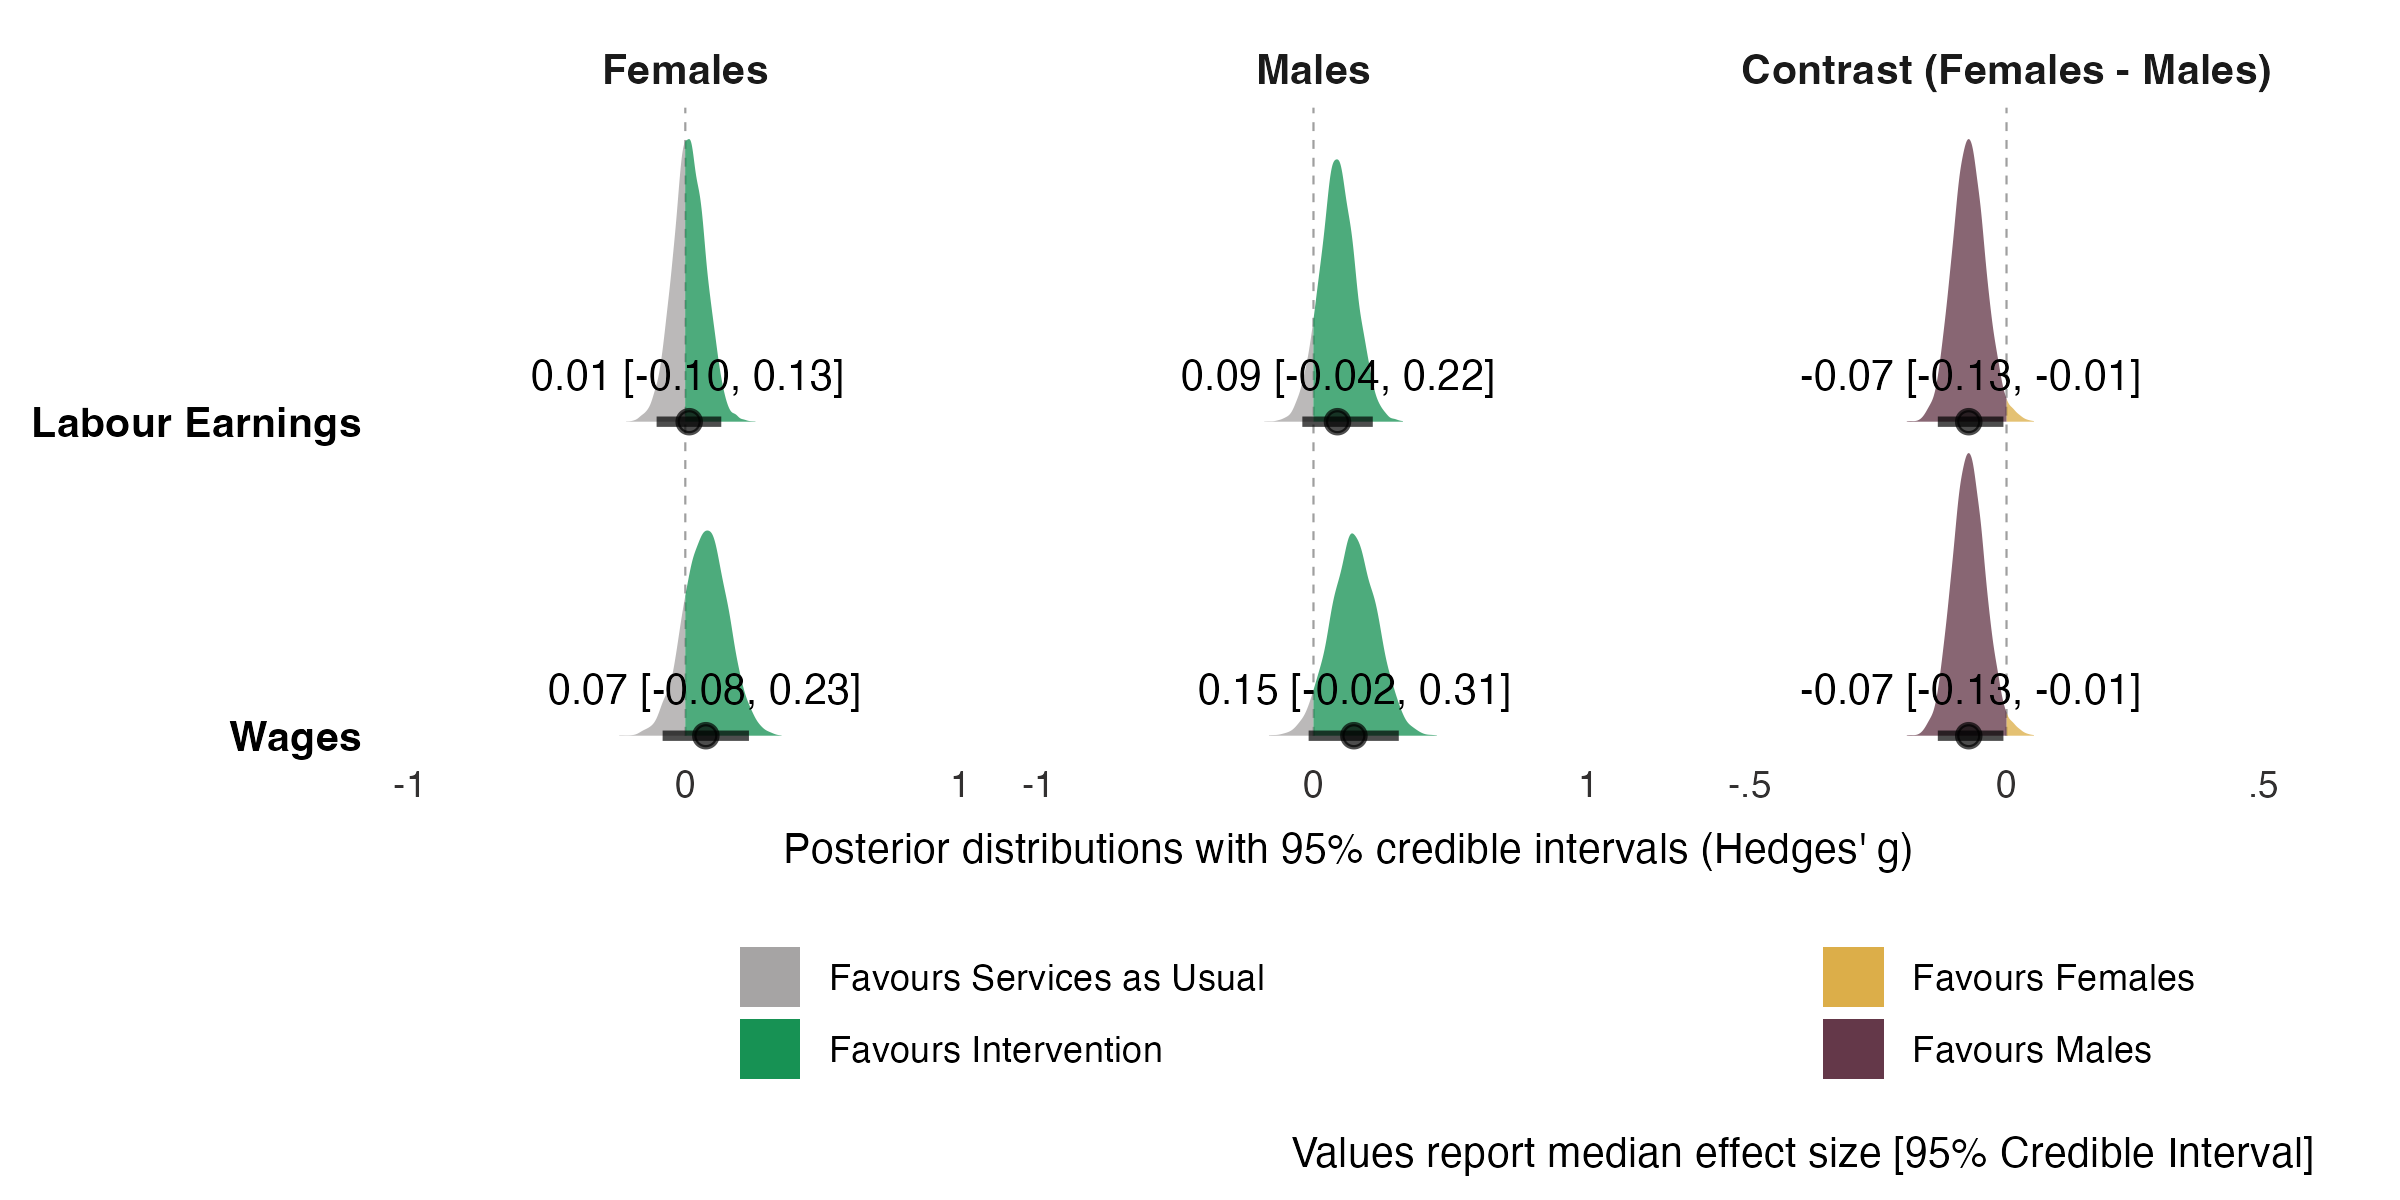 Females Males Contrast (Females - Males)
0.01 [-0.10, 0.13] 0.09 [-0.04, 0.22] -0.07 [-0.13, -0.01]
Labour Earnings
0.07 [-0.08, 0.23] 0.15 [-0.02, 0.31] -0.07 [-0.13, -0.01]
Wages
-1 0 1 -1 0 1 -.5 0 .5
Posterior distributions with 95% credible intervals (Hedges' g)
Favours Services as Usual Favours Females
Favours Intervention Favours Males
Values report median effect size [95% Credible Interval]